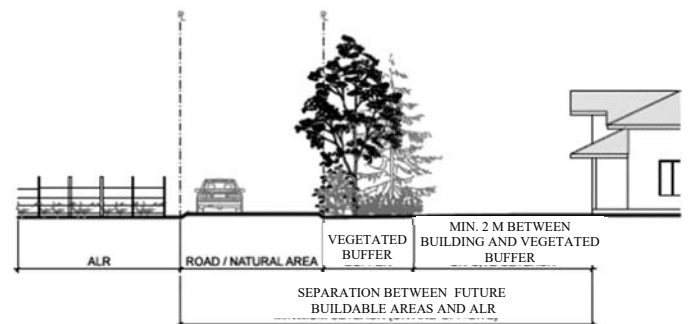 VEGETATED
BUFFER
MIN. 2 M BETWEEN
BUILDING AND VEGETATED
BUFFER
ALR
ROAD / NATURAL AREA
SEPARATION BETWEEN FUTURE
BUILDABLE AREAS AND ALR